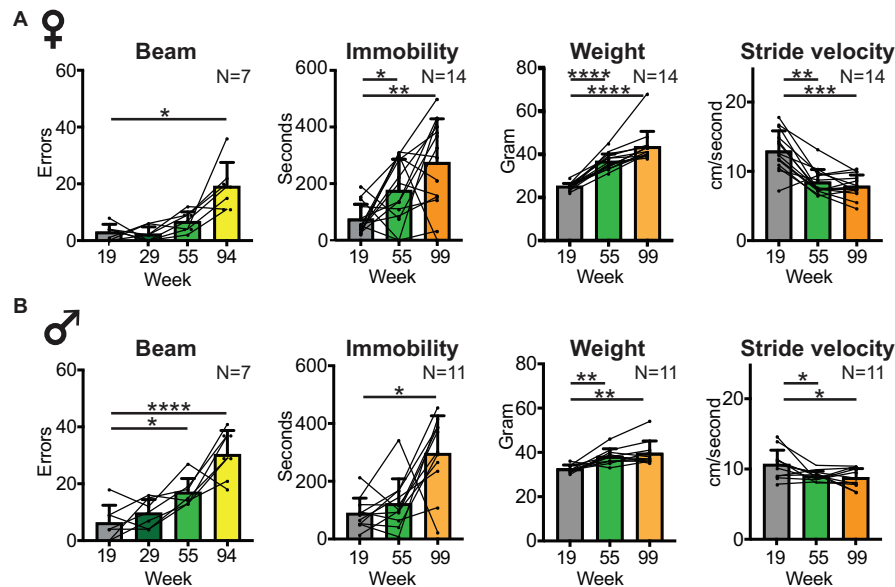 A ♀
Beam Immobility Weight Stride velocity
N=7 N=14 N=14 N=14
* * ** **** **** ** ***
Errors
60
40
20
0
19 29 55 94
Week
Seconds
600
400
200
0
19 55 99
Week
Gram
80
60
40
20
0
19 55 99
Week
cm/second
20
10
0
19 55 99
Week
B ♂
Beam Immobility Weight Stride velocity
N=7 N=11 N=11 N=11
**** * * ** ** * *
Errors
60
40
20
0
19 29 55 94
Week
Seconds
600
400
200
0
19 55 99
Week
Gram
80
60
40
20
0
19 55 99
Week
cm/second
20
10
0
19 55 99
Week